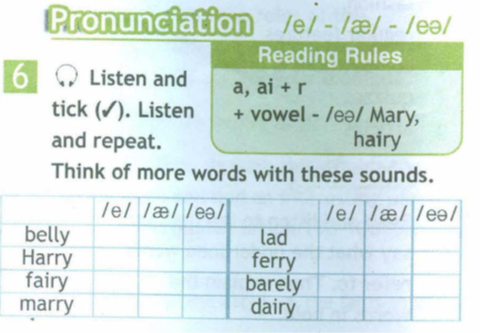 Pronunciation /e/ - /æ/ - /eə/
Reading Rules
a, ai + r
+ vowel - /eə/ Mary,
hairy
6 Listen and
tick (✓). Listen
and repeat.
Think of more words with these sounds.
/e/ /æ/ /eə/ /e/ /æ/ /eə/
belly lad
Harry ferry
fairy barely
marry dairy